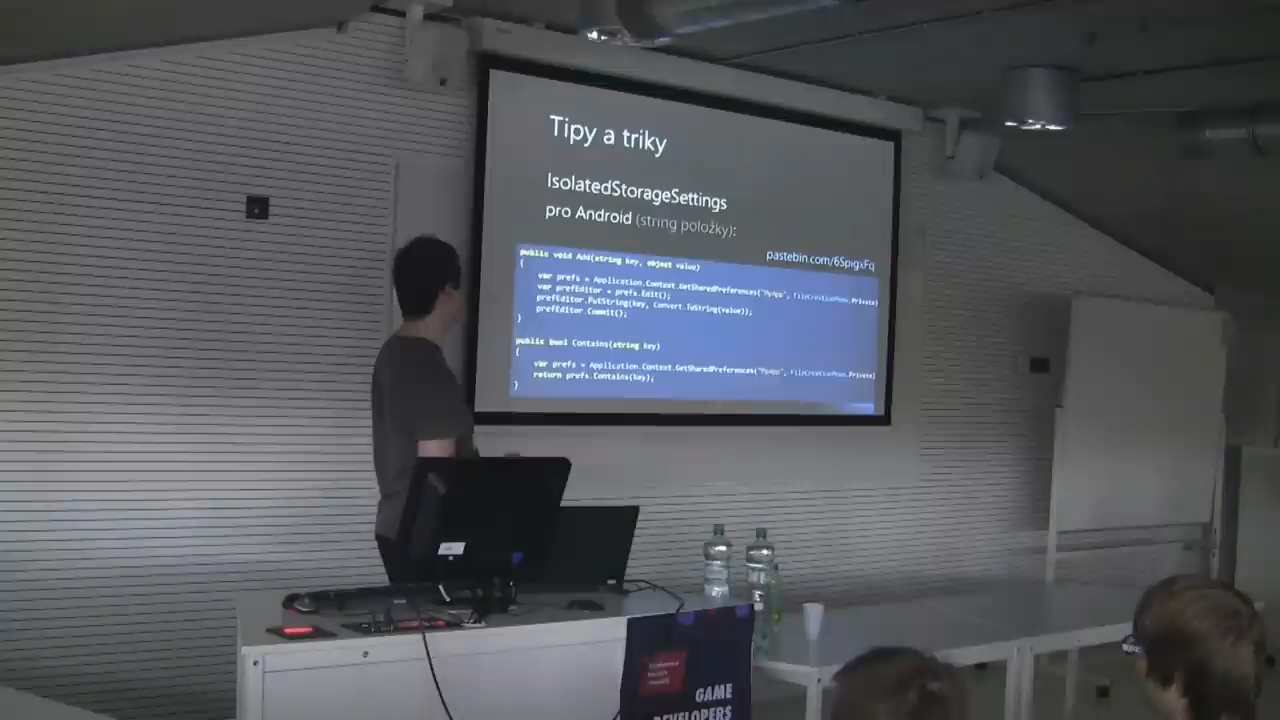 Tipy a triky
IsolatedStorageSettings
pro Android (string položky):
pastebin.com/6SpigxFq
public void Add(string key, object value)
{
var prefs = Application.Context.GetSharedPreferences("MyApp", FileCreationMode.Private)
var prefEditor = prefs.Edit();
prefEditor.PutString(key, Convert.ToString(value));
prefEditor.Commit();
}
public bool Contains(string key)
{
var prefs = Application.Context.GetSharedPreferences("MyApp", FileCreationMode.Private)
return prefs.Contains(key);
}
GAME
DEVELOPERS